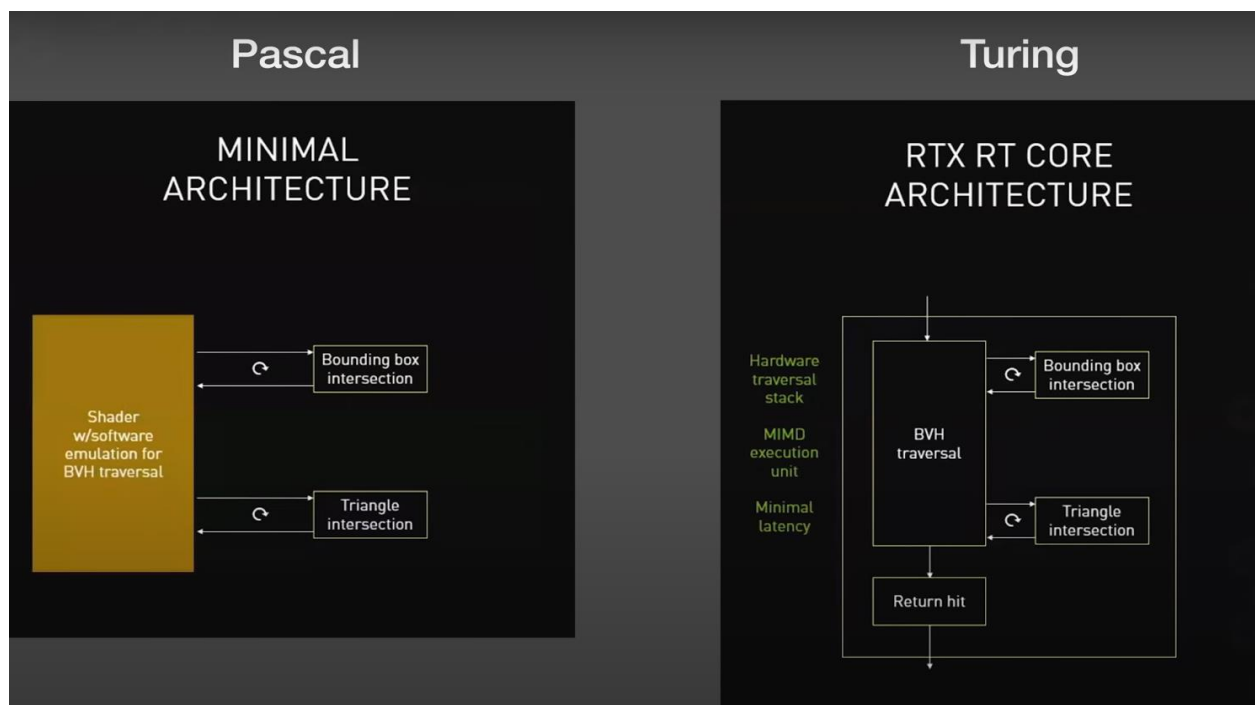 Pascal
MINIMAL
ARCHITECTURE
Shader
w/software
emulation for
BVH traversal
Bounding box
intersection
Triangle
intersection
Turing
RTX RT CORE
ARCHITECTURE
Hardware
traversal
stack
MIMD
execution
unit
Minimal
latency
BVH
traversal
Bounding box
intersection
Triangle
intersection
Return hit